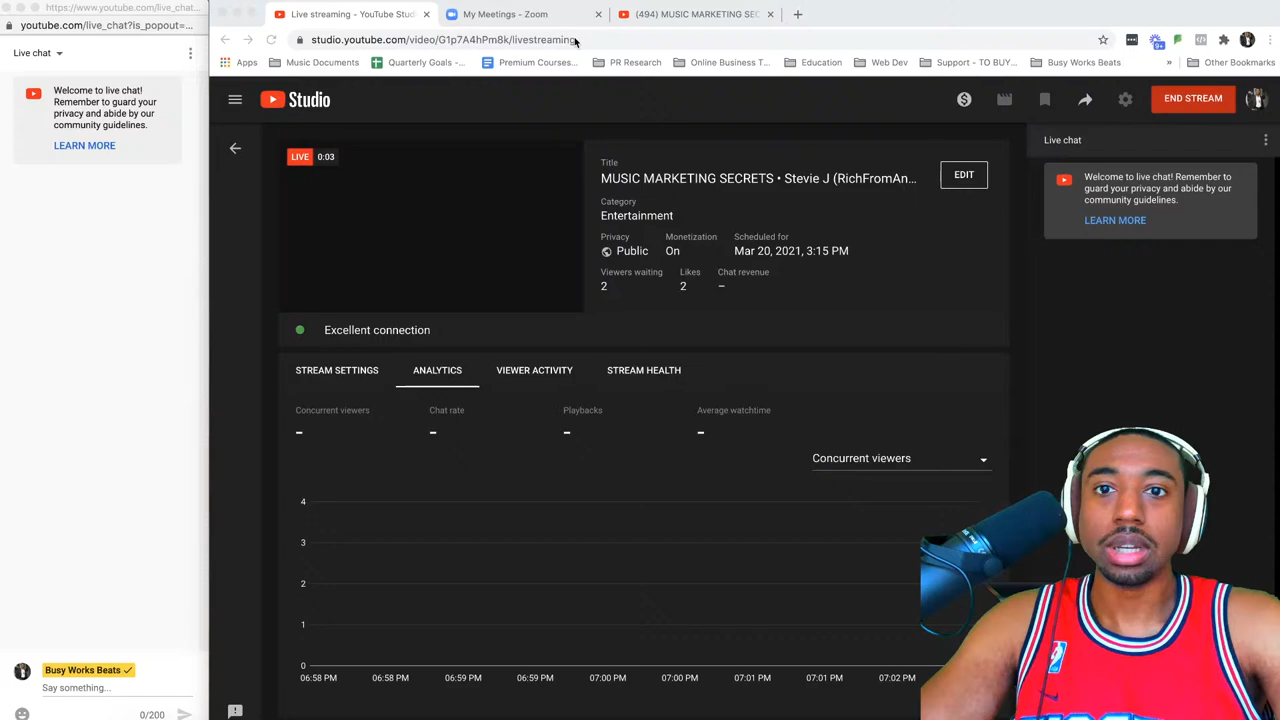 https://www.youtube.com/live_cha...
youtube.com/live_chat?is_popout=
Live chat
Welcome to live chat!
Remember to guard your
privacy and abide by our
community guidelines.
LEARN MORE
Busy Works Beats
Say something...
0/200
Live streaming - YouTube Studi
My Meetings - Zoom
(494) MUSIC MARKETING SEC
studio.youtube.com/video/G1p7A4hPm8k/livestreaming
Apps
Music Documents
Quarterly Goals -...
Premium Courses...
PR Research
Online Business T...
Education
Web Dev
Support - TO BUY...
Busy Works Beats
»
Other Bookmarks
9+
Studio
END STREAM
LIVE 0:03
Title
MUSIC MARKETING SECRETS • Stevie J (RichFromAn...
EDIT
Category
Entertainment
Privacy
Monetization
Scheduled for
Public
On
Mar 20, 2021, 3:15 PM
Viewers waiting
Likes
Chat revenue
2
2
–
Excellent connection
STREAM SETTINGS
ANALYTICS
VIEWER ACTIVITY
STREAM HEALTH
Concurrent viewers
Chat rate
Playbacks
Average watchtime
–
–
–
–
Concurrent viewers
4
3
2
1
0
06:58 PM
06:58 PM
06:59 PM
06:59 PM
07:00 PM
07:00 PM
07:01 PM
07:01 PM
07:02 PM
Live chat
Welcome to live chat! Remember to
guard your privacy and abide by our
community guidelines.
LEARN MORE